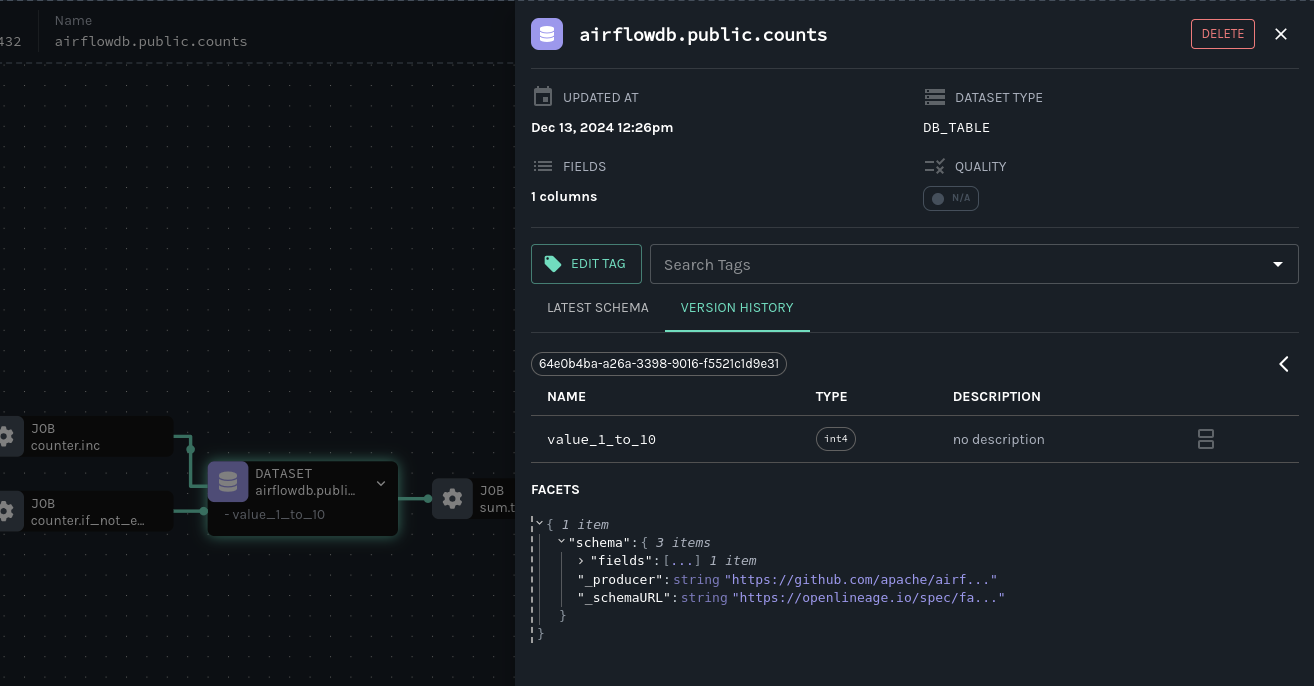 Name
432
airflowdb.public.counts
JOB
counter.inc
JOB
counter.if_not_e…
DATASET
airflowdb.publi…
- value_1_to_10
JOB
sum.t
airflowdb.public.counts
DELETE
UPDATED AT
DATASET TYPE
Dec 13, 2024 12:26pm
DB_TABLE
FIELDS
QUALITY
1 columns
N/A
EDIT TAG
Search Tags
LATEST SCHEMA
VERSION HISTORY
64e0b4ba-a26a-3398-9016-f5521c1d9e31
NAME TYPE DESCRIPTION
value_1_to_10 int4 no description
FACETS
{ 1 item
"schema":{ 3 items
"fields":[...] 1 item
"_producer":string "https://github.com/apache/airf..."
"_schemaURL":string "https://openlineage.io/spec/fa..."
}
}